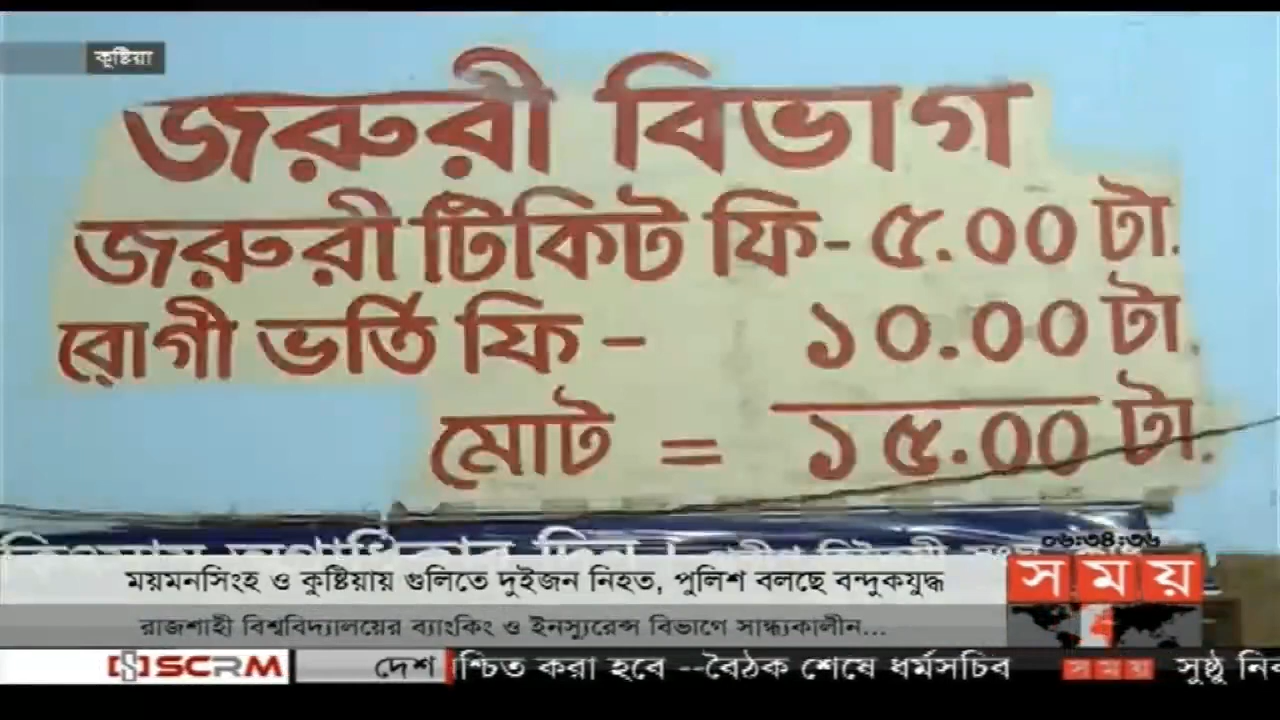 কুষ্টিয়া
জরুরী বিভাগ
জরুরী টিকিট ফি- ৫.০০ টা.
রোগী ভর্তি ফি - ১০.০০ টা.
মোট = ১৫.০০ টা.
০৬:৩৪:৩৬
ময়মনসিংহ ও কুষ্টিয়ায় গুলিতে দুইজন নিহত, পুলিশ বলছে বন্দুকযুদ্ধ
সময়
রাজশাহী বিশ্ববিদ্যালয়ের ব্যাংকিং ও ইনস্যুরেন্স বিভাগে সান্ধ্যকালীন...
SCRM দেশ শ্চিত করা হবে --বৈঠক শেষে ধর্মসচিব সময় সুষ্ঠু